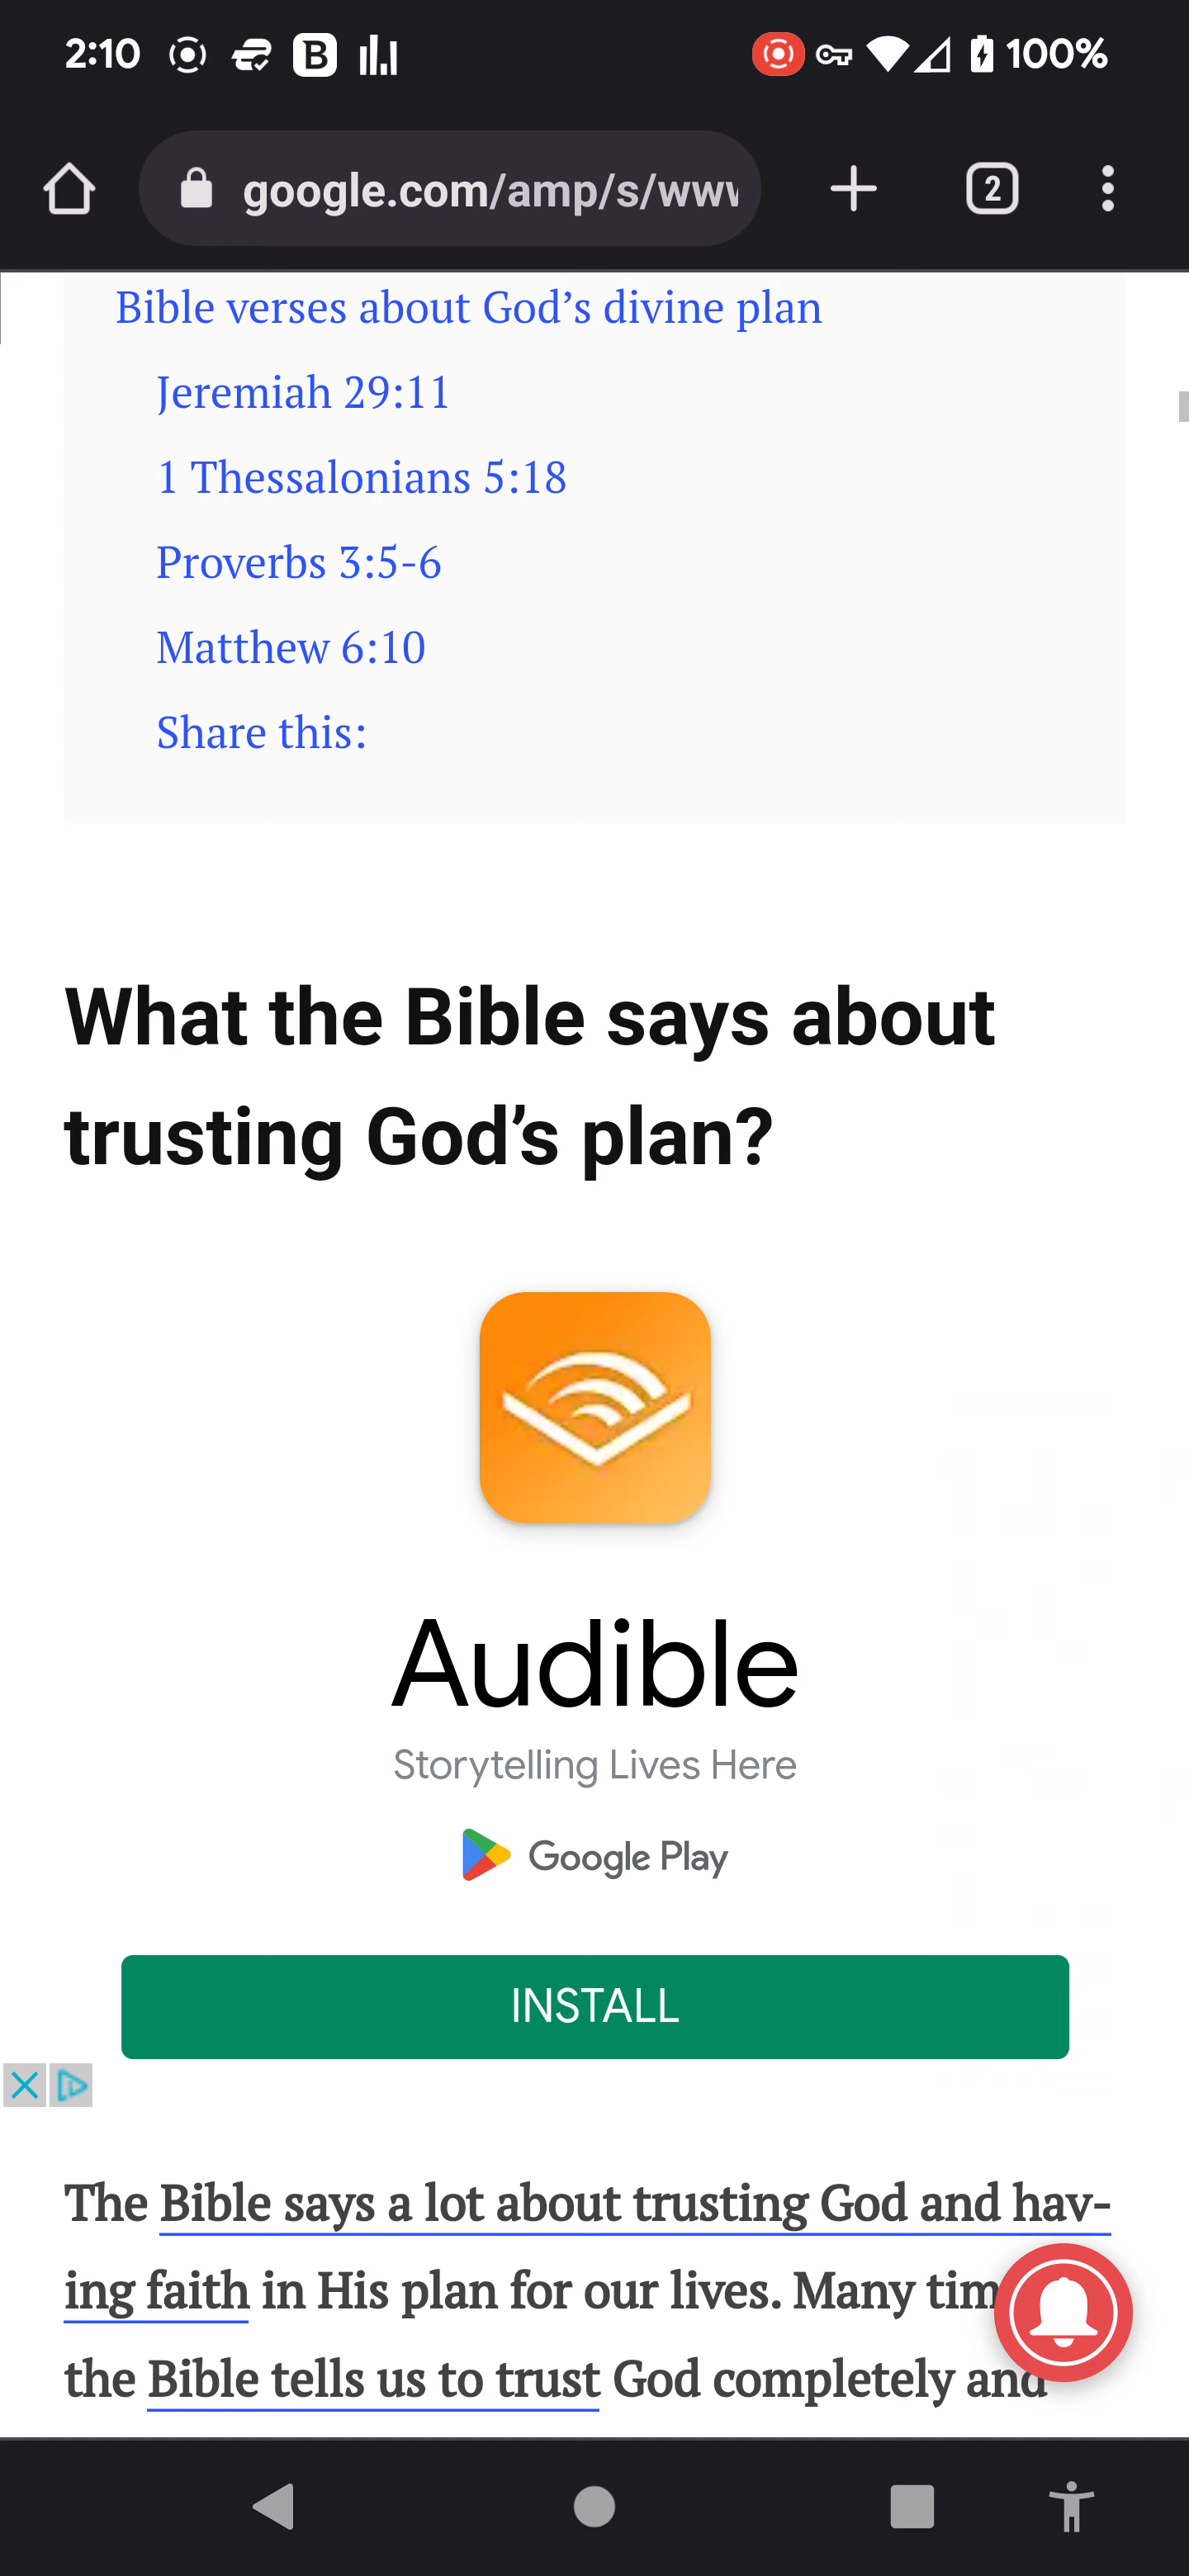 2:10
B
100%
google.com/amp/s/www
2
Bible verses about God’s divine plan
Jeremiah 29:11
1 Thessalonians 5:18
Proverbs 3:5-6
Matthew 6:10
Share this:
What the Bible says about
trusting God’s plan?
Audible
Storytelling Lives Here
Google Play
INSTALL
The Bible says a lot about trusting God and hav-
ing faith in His plan for our lives. Many tim
the Bible tells us to trust God completely and